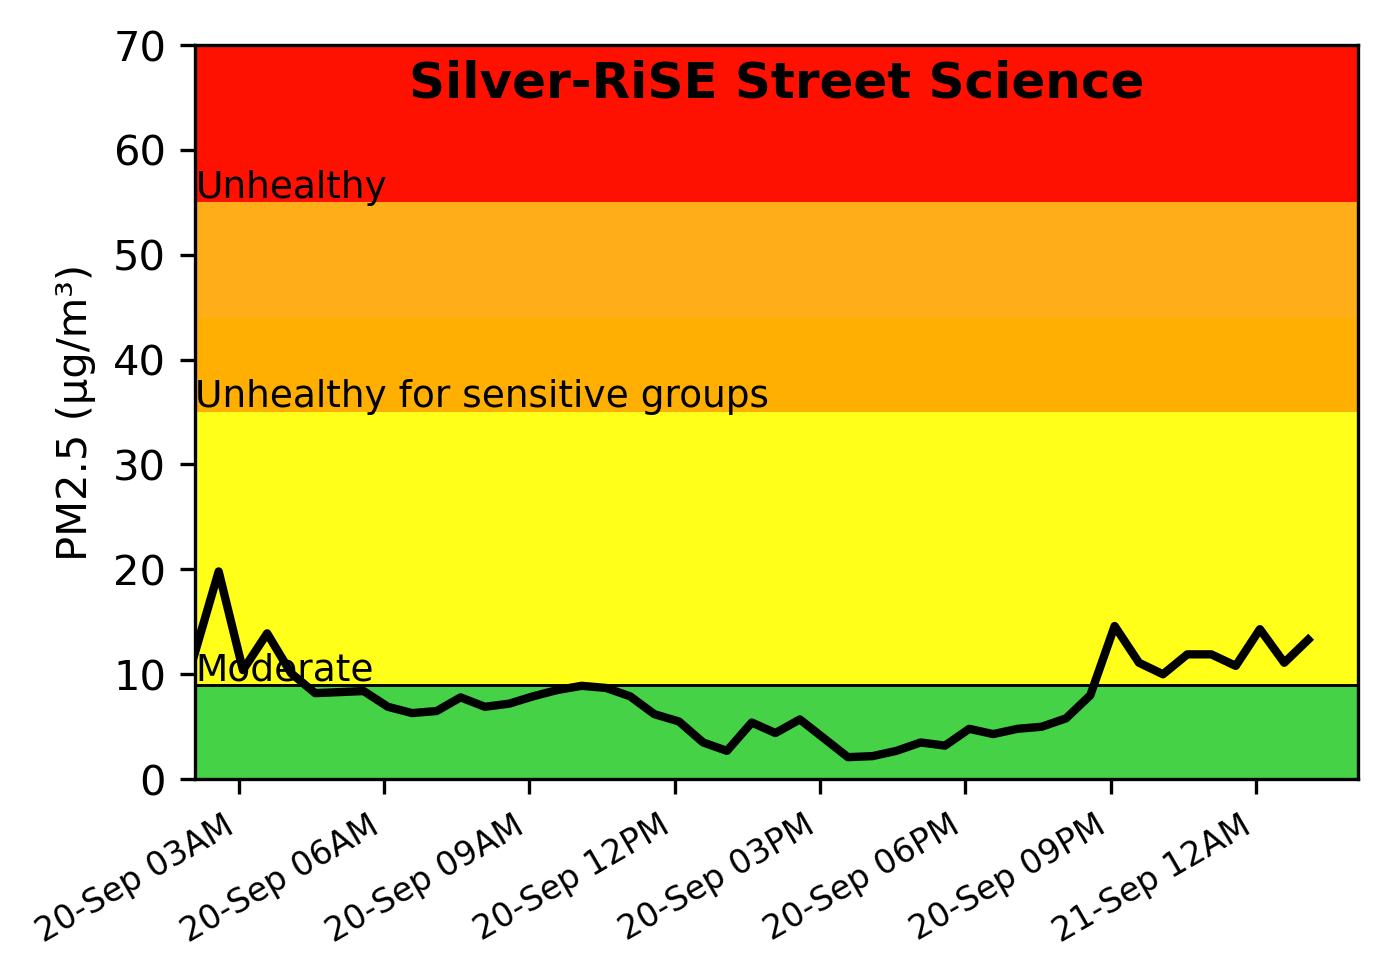 Silver-RiSE Street Science
70
60
Unhealthy
50
40
Unhealthy for sensitive groups
30
20
Moderate
10
0
PM2.5 (µg/m³)
20-Sep 03AM
20-Sep 06AM
20-Sep 09AM
20-Sep 12PM
20-Sep 03PM
20-Sep 06PM
20-Sep 09PM
21-Sep 12AM